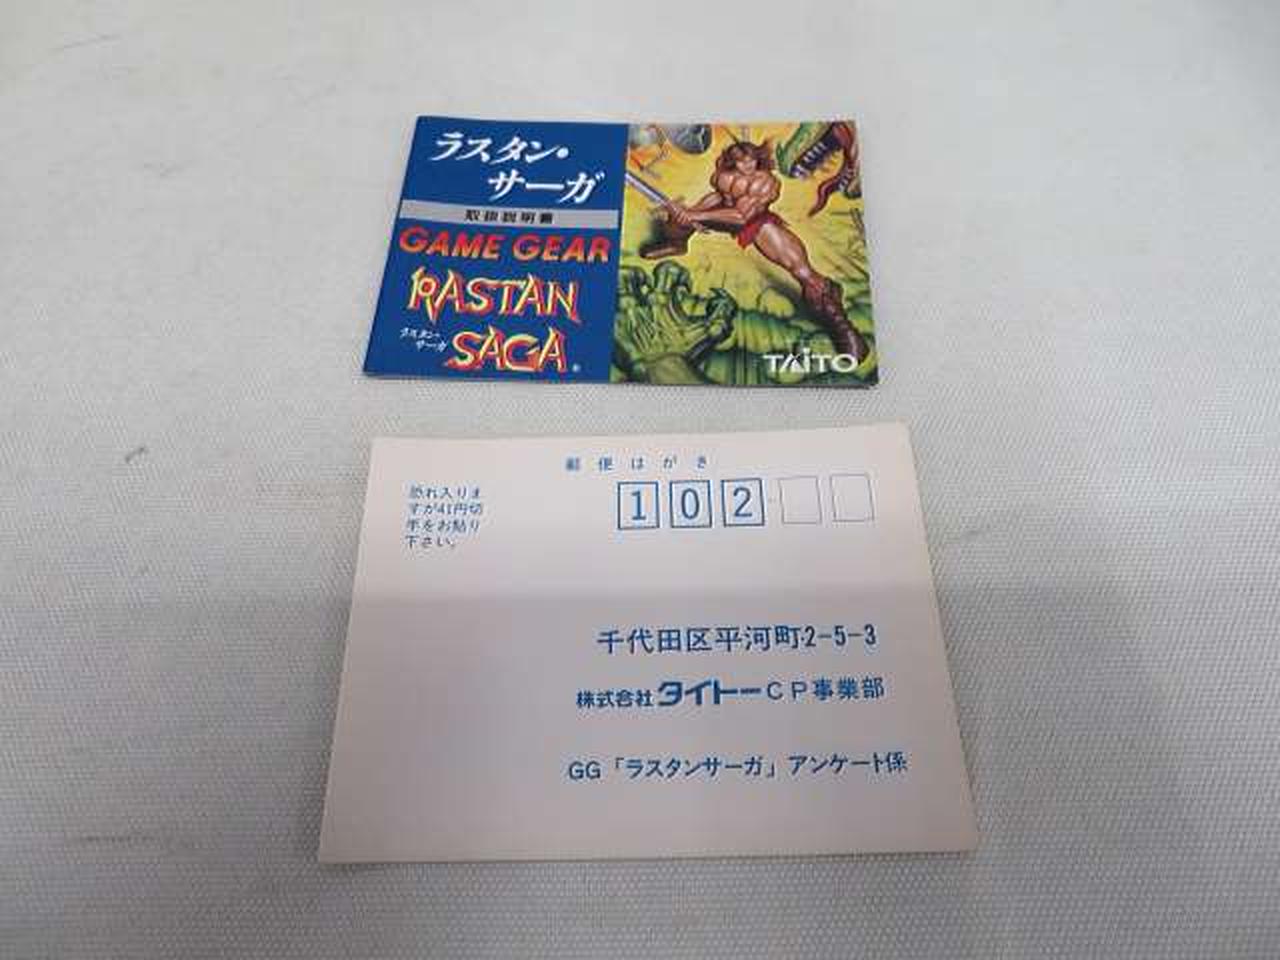 ラスタン・
サーガ
取扱説明書
GAME GEAR
RASTAN
ラスタン・
サーガ
SAGA
TAITO
郵便はがき
恐れ入りま
すが41円切
手をお貼り
下さい。
102
千代田区平河町2-5-3
株式会社タイトーCP事業部
GG「ラスタンサーガ」アンケート係